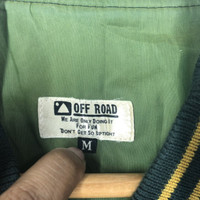 OFF ROAD
WE ARE ONLY DOING IT
FOR FUN
DON'T GET SO UPTIGHT
M